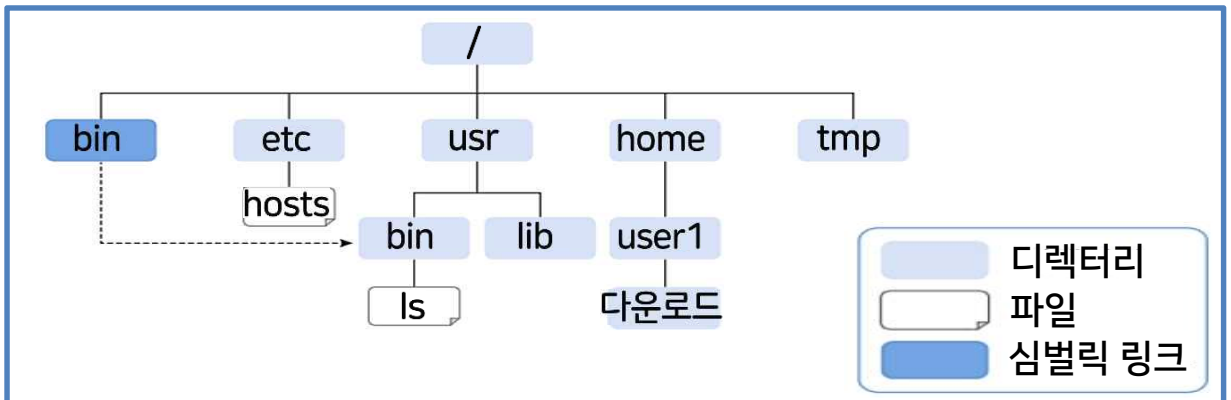 /
bin etc usr home tmp
hosts
bin lib user1
ls 다운로드
디렉터리
파일
심벌릭 링크